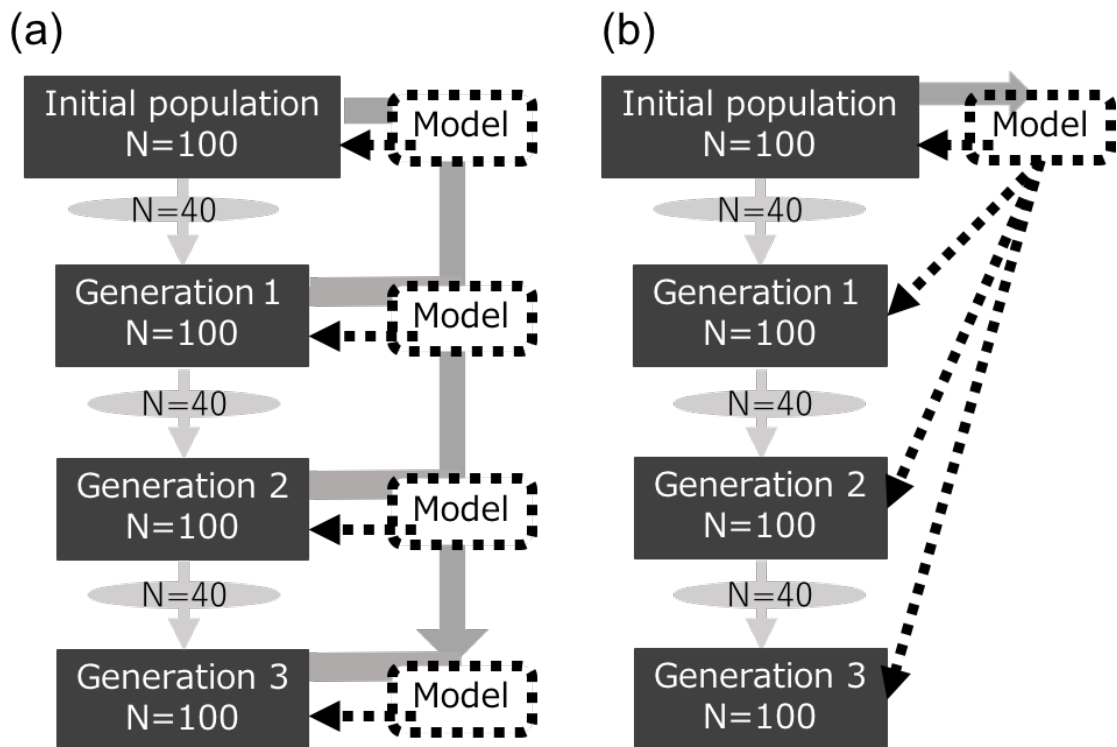 (a)
Initial population
N=100
Model
N=40
Generation 1
N=100
Model
N=40
Generation 2
N=100
Model
N=40
Generation 3
N=100
Model
(b)
Initial population
N=100
Model
N=40
Generation 1
N=100
N=40
Generation 2
N=100
N=40
Generation 3
N=100